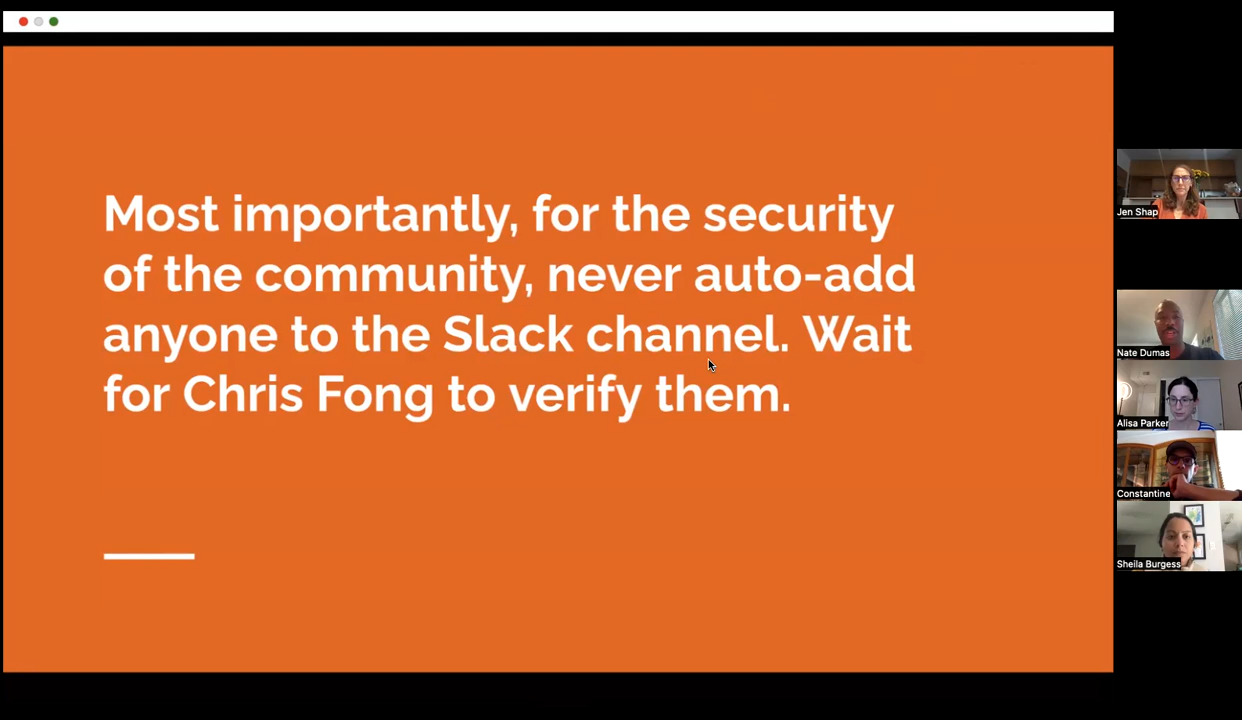 Most importantly, for the security
of the community, never auto-add
anyone to the Slack channel. Wait
for Chris Fong to verify them.
Jen Shap
Nate Dumas
Alisa Parker
Constantine
Sheila Burgess